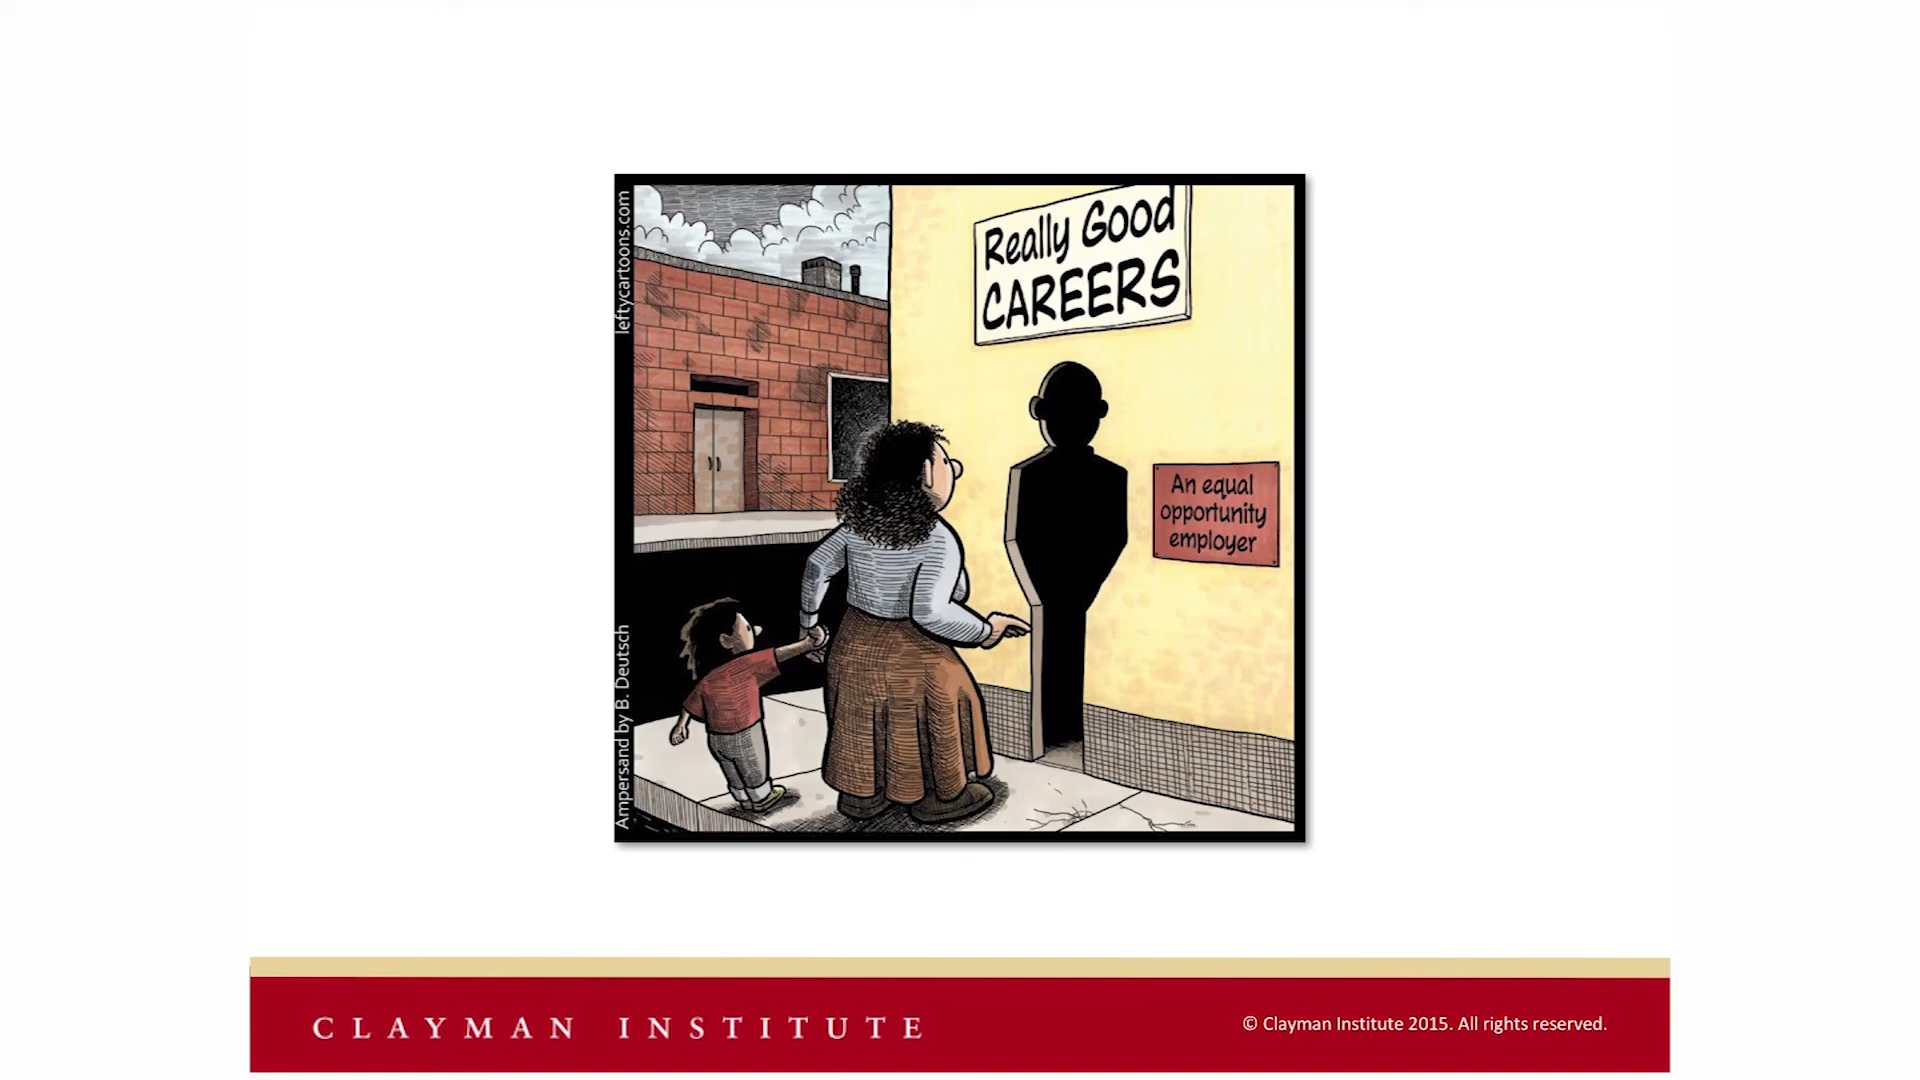 leftycartoons.com
Ampersand by B. Deutsch
Really Good
CAREERS
An equal
opportunity
employer
CLAYMAN INSTITUTE
© Clayman Institute 2015. All rights reserved.